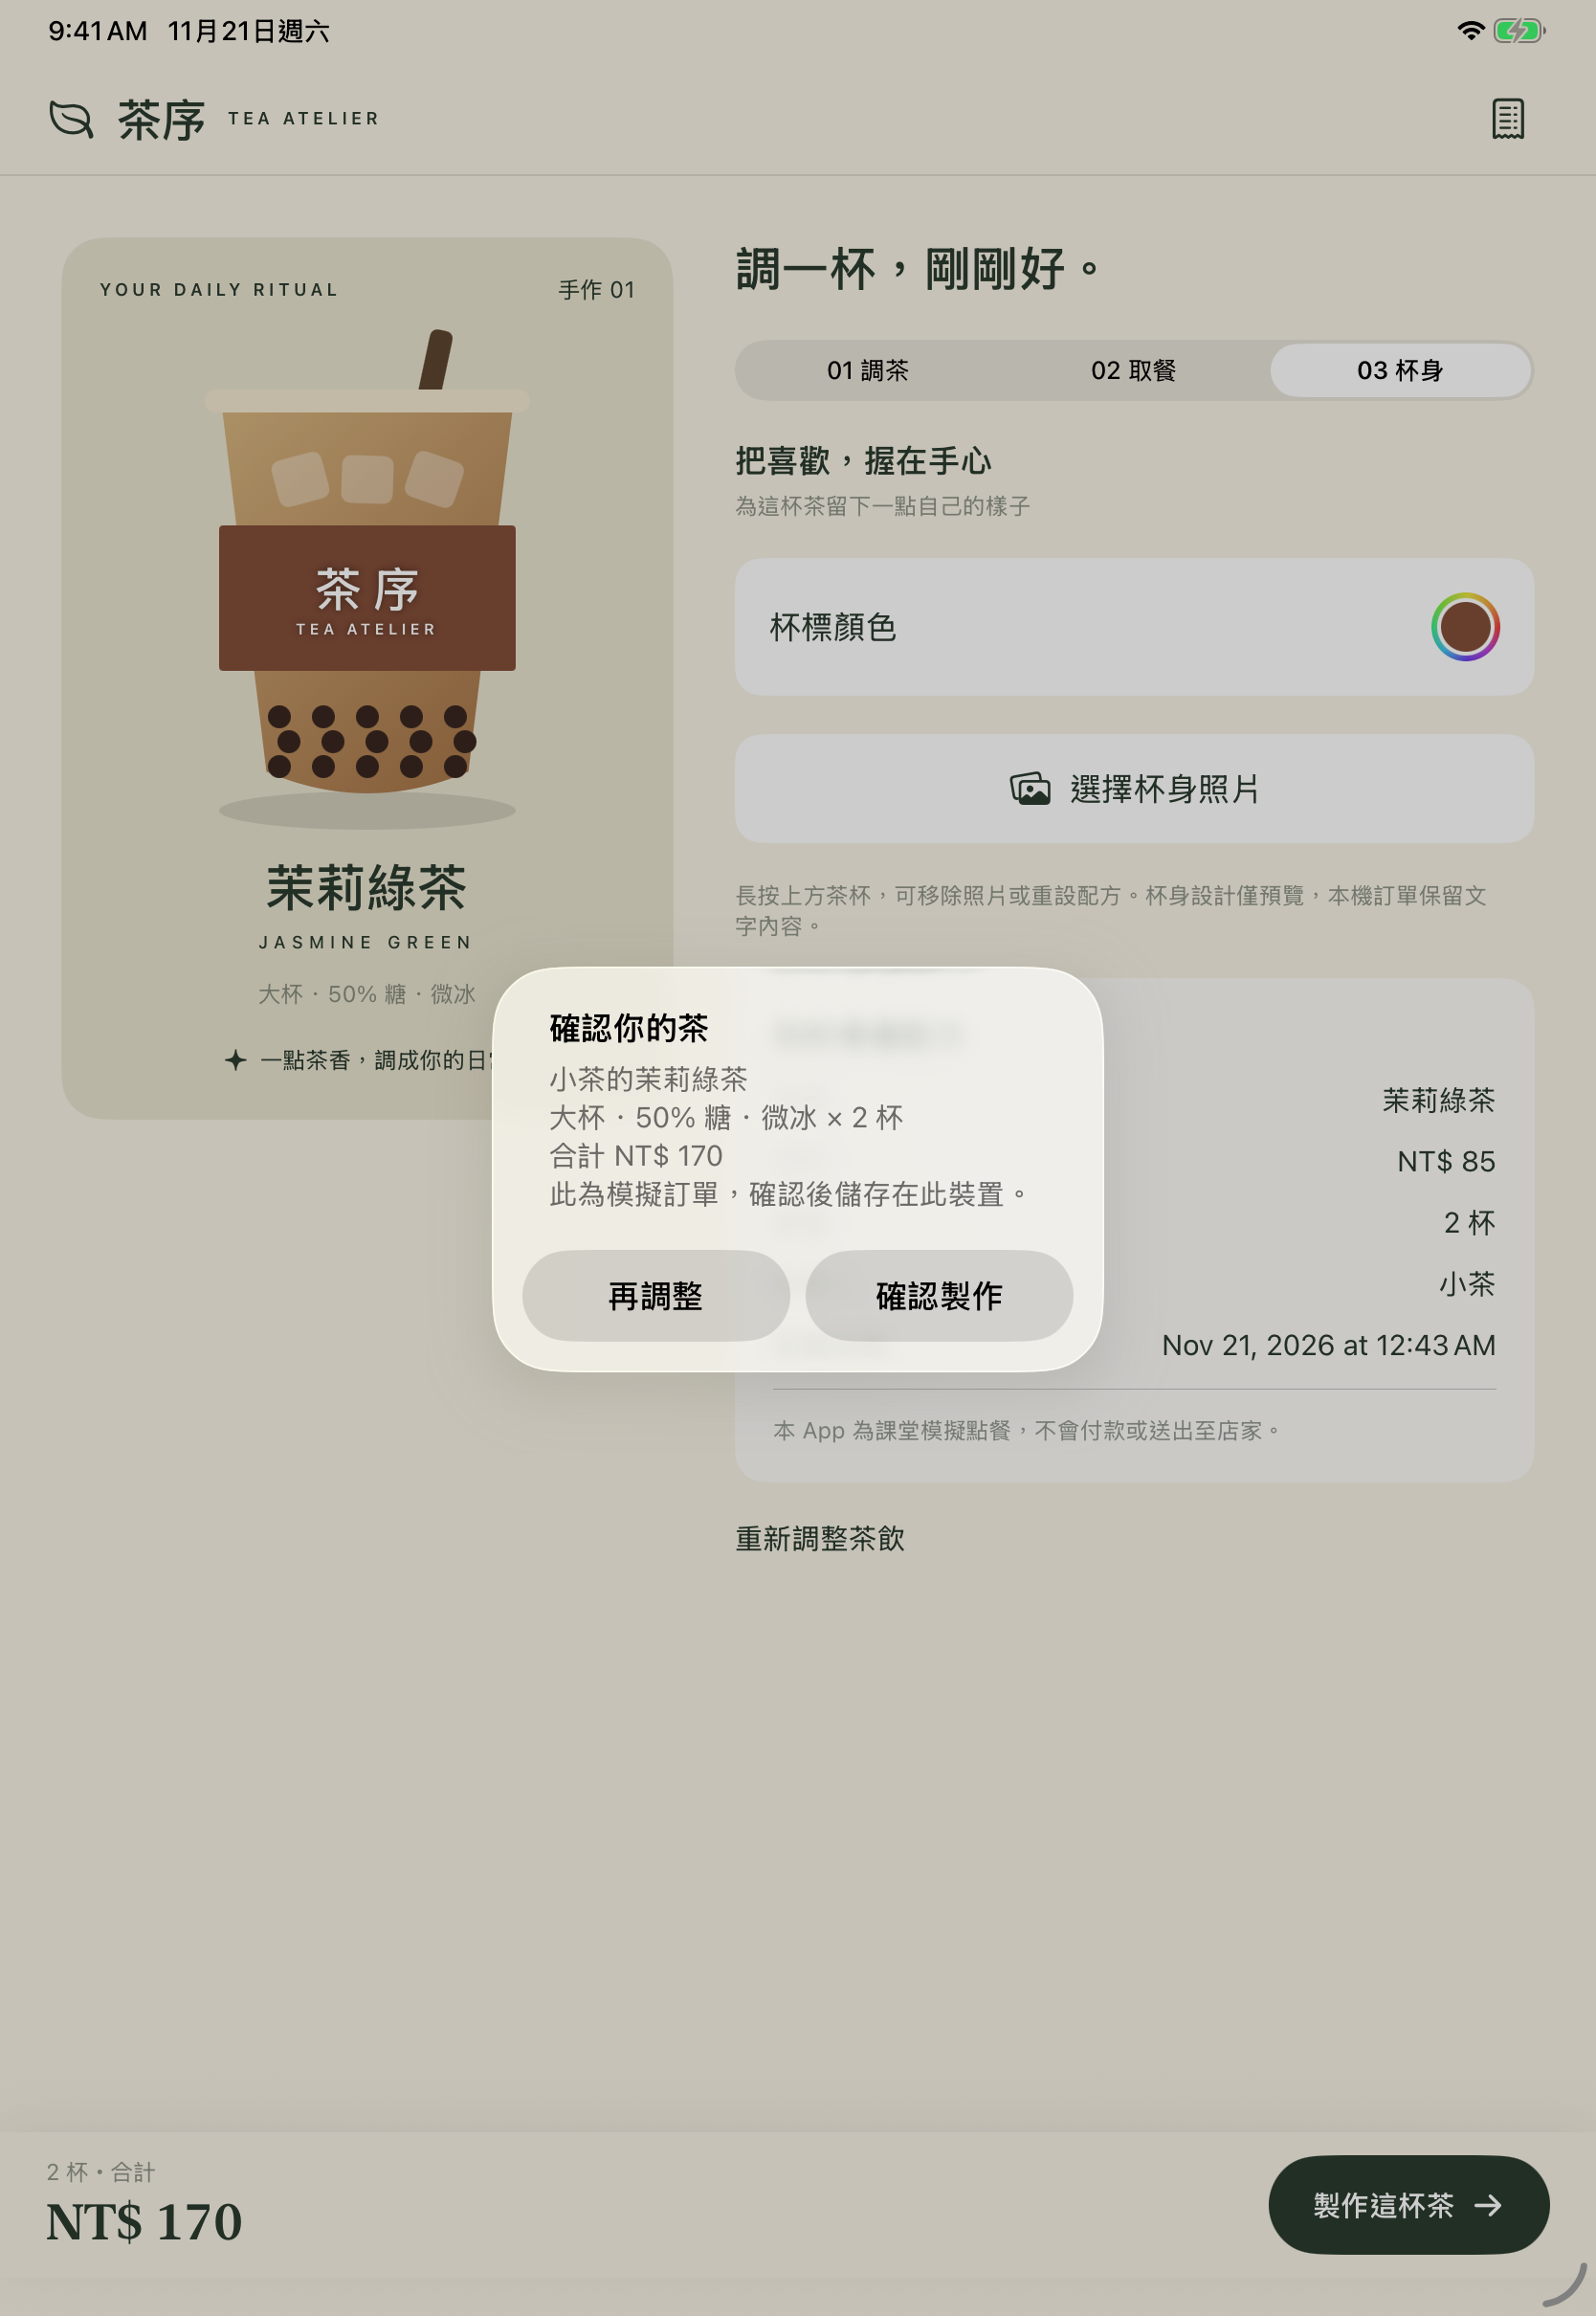 9:41 AM 11月21日週六
茶序 TEA ATELIER
YOUR DAILY RITUAL 手作 01
茶序
TEA ATELIER
茉莉綠茶
JASMINE GREEN
大杯 · 50% 糖 · 微冰
一點茶香，調成你的日
調一杯，剛剛好。
01 調茶 02 取餐 03 杯身
把喜歡，握在手心
為這杯茶留下一點自己的樣子
杯標顏色
選擇杯身照片
長按上方茶杯，可移除照片或重設配方。杯身設計僅預覽，本機訂單保留文
字內容。
確認你的茶
小茶的茉莉綠茶
大杯 · 50% 糖 · 微冰 × 2 杯
合計 NT$ 170
此為模擬訂單，確認後儲存在此裝置。
再調整 確認製作
茉莉綠茶
NT$ 85
2 杯
小茶
Nov 21, 2026 at 12:43 AM
本 App 為課堂模擬點餐，不會付款或送出至店家。
重新調整茶飲
2 杯 • 合計
NT$ 170
製作這杯茶